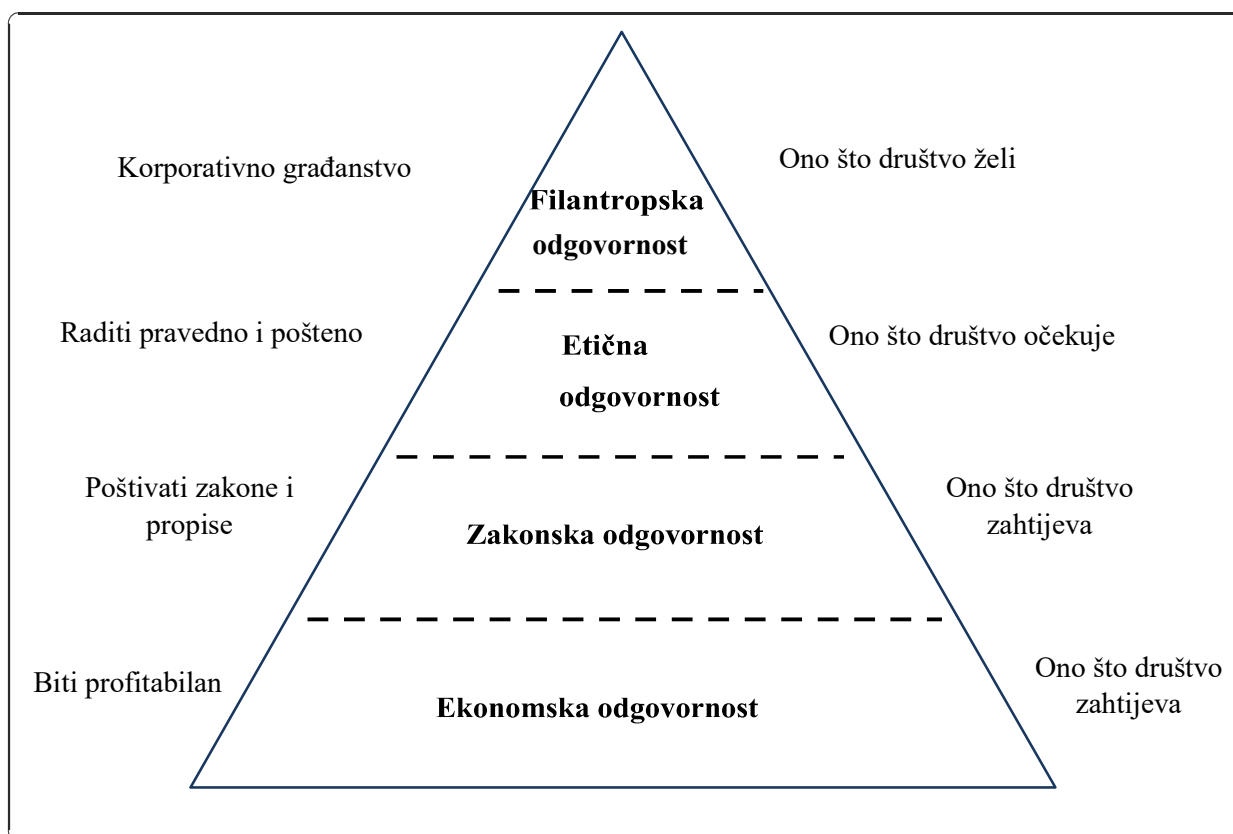 Korporativno građanstvo
Ono što društvo želi
Filantropska
odgovornost
Raditi pravedno i pošteno
Ono što društvo očekuje
Etična
odgovornost
Poštivati zakone i
propise
Zakonska odgovornost
Ono što društvo
zahtijeva
Biti profitabilan
Ekonomska odgovornost
Ono što društvo
zahtijeva